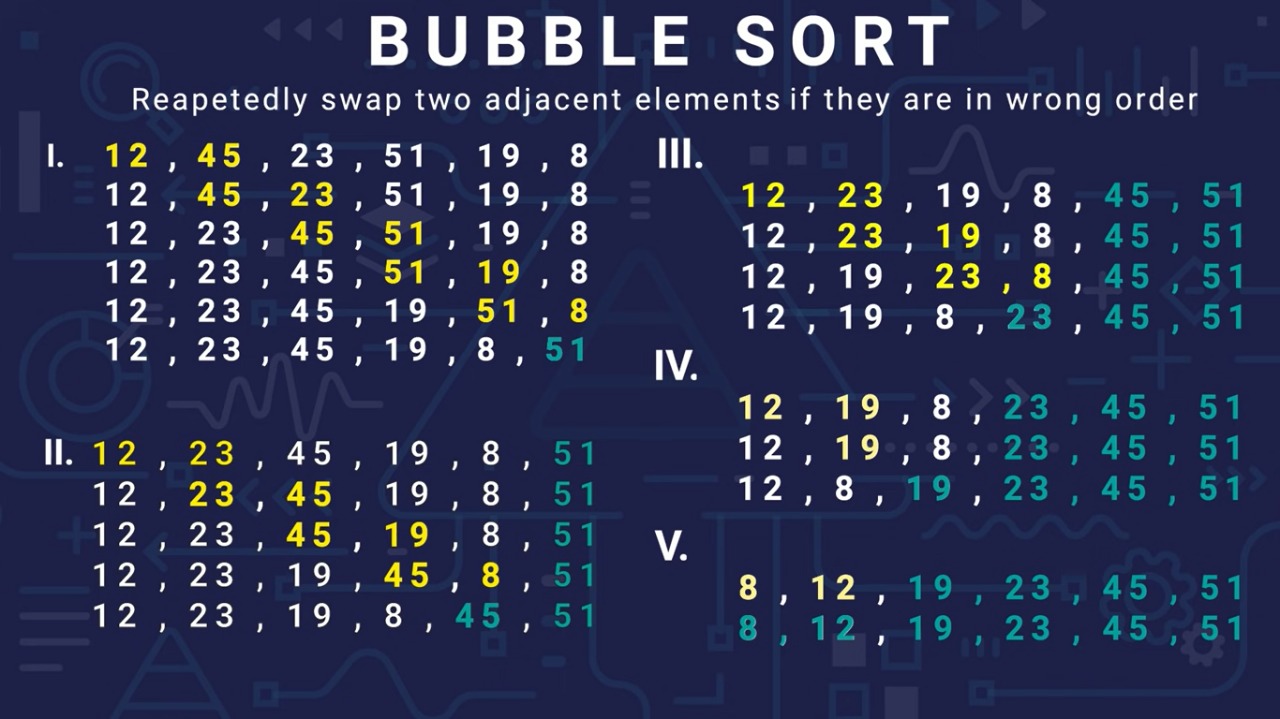 BUBBLE SORT
Reapetedly swap two adjacent elements if they are in wrong order
I. 12 , 45 , 23 , 51 , 19 , 8
12 , 45 , 23 , 51 , 19 , 8
12 , 23 , 45 , 51 , 19 , 8
12 , 23 , 45 , 51 , 19 , 8
12 , 23 , 45 , 19 , 51 , 8
12 , 23 , 45 , 19 , 8 , 51
II. 12 , 23 , 45 , 19 , 8 , 51
12 , 23 , 45 , 19 , 8 , 51
12 , 23 , 45 , 19 , 8 , 51
12 , 23 , 19 , 45 , 8 , 51
12 , 23 , 19 , 8 , 45 , 51
III.
12 , 23 , 19 , 8 , 45 , 51
12 , 23 , 19 , 8 , 45 , 51
12 , 19 , 23 , 8 , 45 , 51
12 , 19 , 8 , 23 , 45 , 51
IV.
12 , 19 , 8 , 23 , 45 , 51
12 , 19 , 8 , 23 , 45 , 51
12 , 8 , 19 , 23 , 45 , 51
V.
8 , 12 , 19 , 23 , 45 , 51
8 , 12 , 19 , 23 , 45 , 51